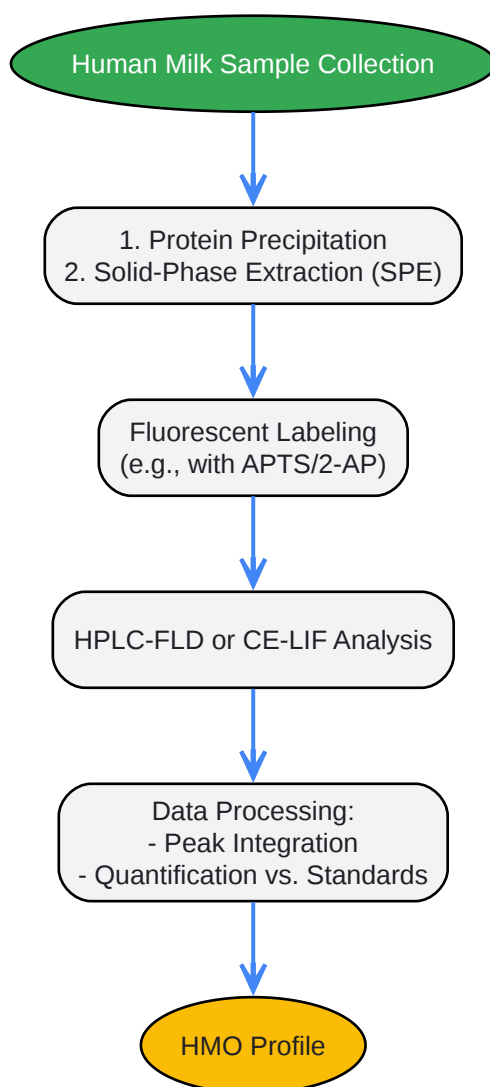 Human Milk Sample Collection
1. Protein Precipitation
2. Solid-Phase Extraction (SPE)
Fluorescent Labeling
(e.g., with APTS/2-AP)
HPLC-FLD or CE-LIF Analysis
Data Processing:
- Peak Integration
- Quantification vs. Standards
HMO Profile